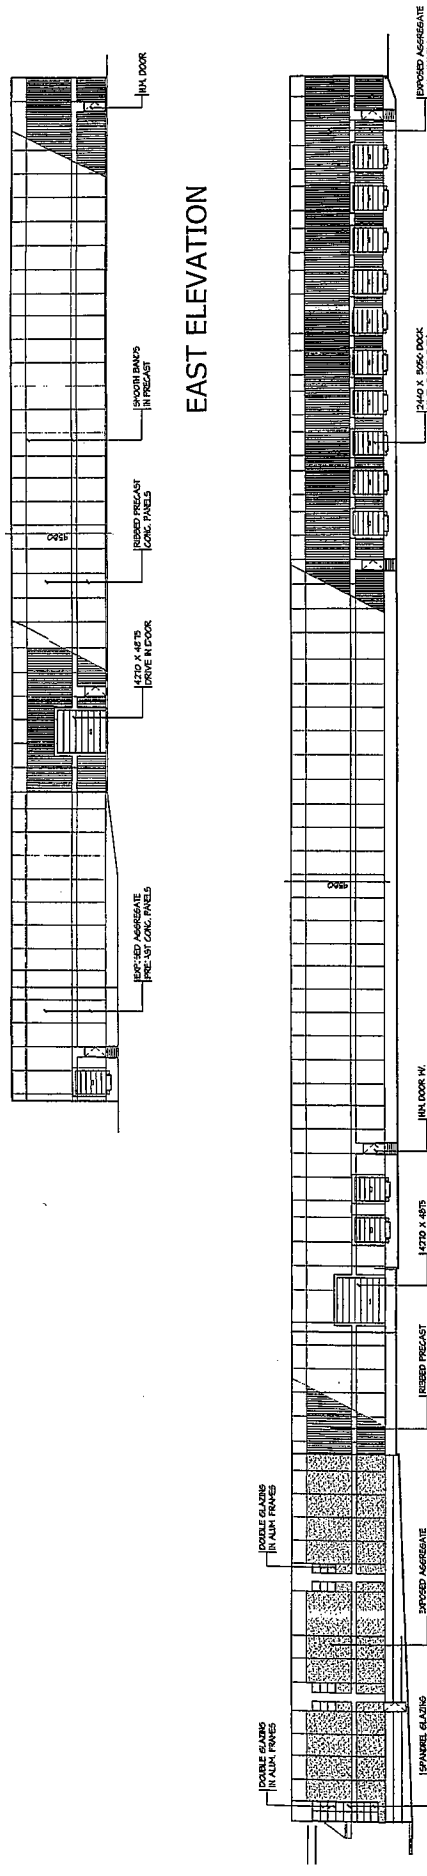 H.M. DOOR
SMOOTH BANDS
IN PRECAST
9580
RIBBED PRECAST
CONC. PANELS
4270 X 4875
DRIVE IN DOOR
EXPOSED AGGREGATE
PRECAST CONC. PANELS
EAST ELEVATION
EXPOSED AGGREGATE
2440 X 3050 DOCK
9580
H.M. DOOR W.
4270 X 4875
RIBBED PRECAST
DOUBLE GLAZING
IN ALUM. FRAMES
EXPOSED AGGREGATE
DOUBLE GLAZING
IN ALUM. FRAMES
SPANDREL GLAZING